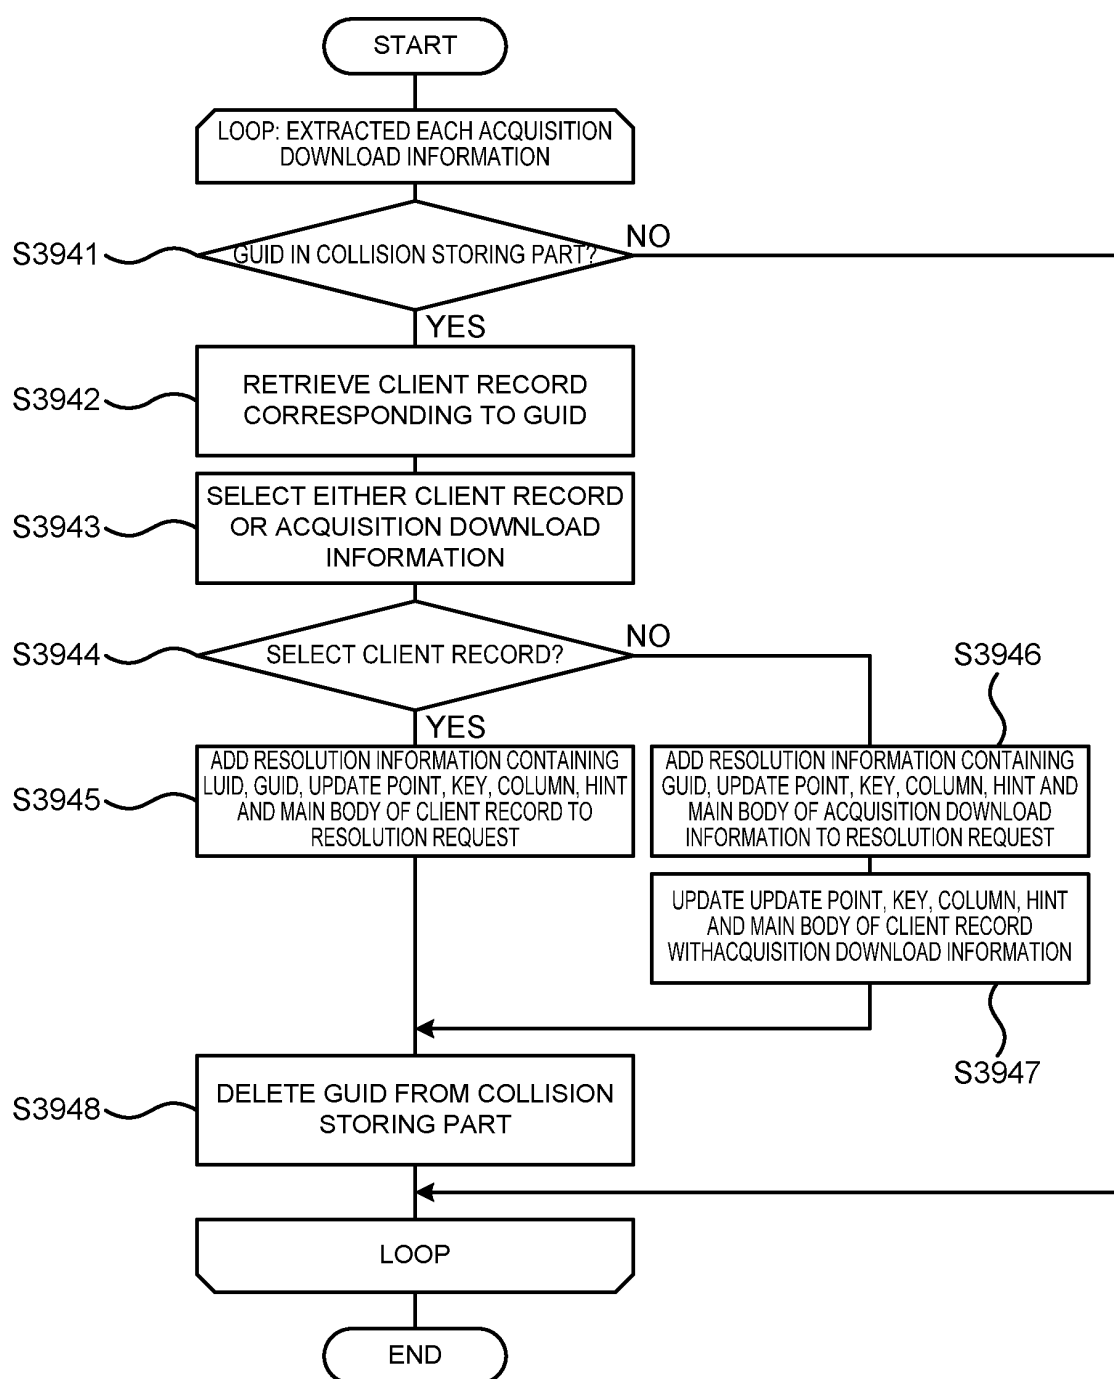 START
LOOP: EXTRACTED EACH ACQUISITION
DOWNLOAD INFORMATION
S3941
GUID IN COLLISION STORING PART?
NO
YES
S3942
RETRIEVE CLIENT RECORD
CORRESPONDING TO GUID
S3943
SELECT EITHER CLIENT RECORD
OR ACQUISITION DOWNLOAD
INFORMATION
S3944
SELECT CLIENT RECORD?
NO
YES
S3945
ADD RESOLUTION INFORMATION CONTAINING
LUID, GUID, UPDATE POINT, KEY, COLUMN, HINT
AND MAIN BODY OF CLIENT RECORD TO
RESOLUTION REQUEST
S3946
ADD RESOLUTION INFORMATION CONTAINING
GUID, UPDATE POINT, KEY, COLUMN, HINT AND
MAIN BODY OF ACQUISITION DOWNLOAD
INFORMATION TO RESOLUTION REQUEST
UPDATE UPDATE POINT, KEY, COLUMN, HINT
AND MAIN BODY OF CLIENT RECORD
WITHACQUISITION DOWNLOAD INFORMATION
S3947
S3948
DELETE GUID FROM COLLISION
STORING PART
LOOP
END